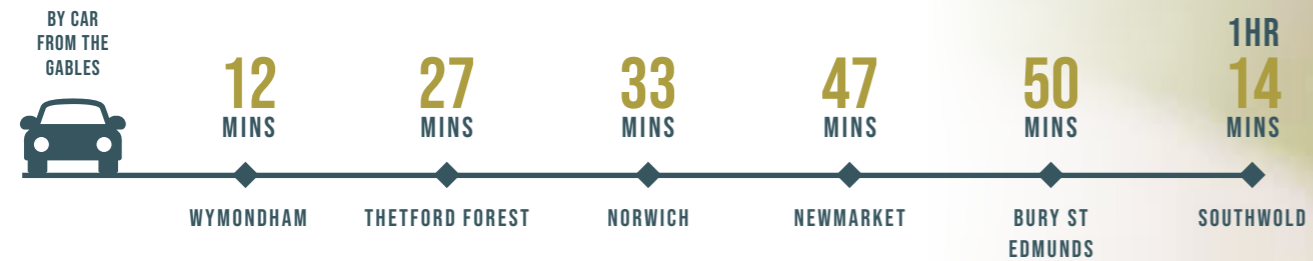 BY CAR
FROM THE
GABLES
12
MINS
WYMONDHAM
27
MINS
THETFORD FOREST
33
MINS
NORWICH
47
MINS
NEWMARKET
50
MINS
BURY ST
EDMUNDS
1HR
14
MINS
SOUTHWOLD